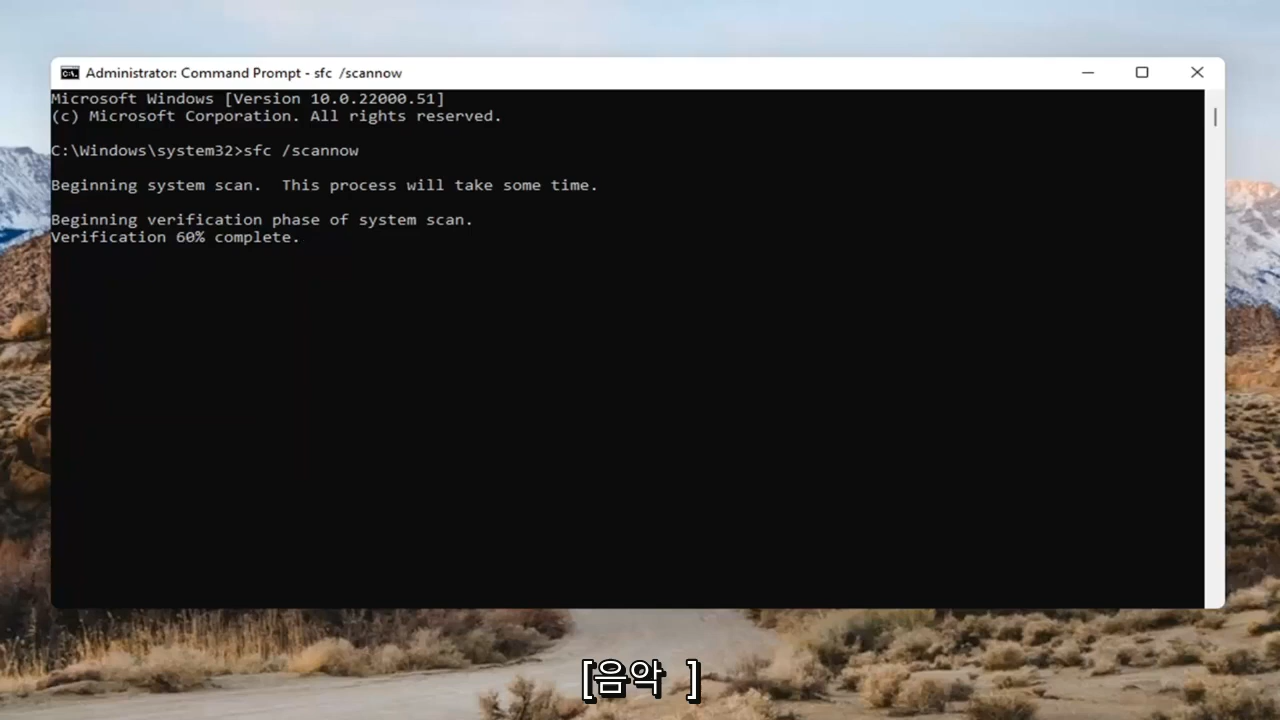 Administrator: Command Prompt - sfc  /scannow
Microsoft Windows [Version 10.0.22000.51]
(c) Microsoft Corporation. All rights reserved.
C:\Windows\system32>sfc /scannow
Beginning system scan.  This process will take some time.
Beginning verification phase of system scan.
Verification 60% complete.
[음악 ]